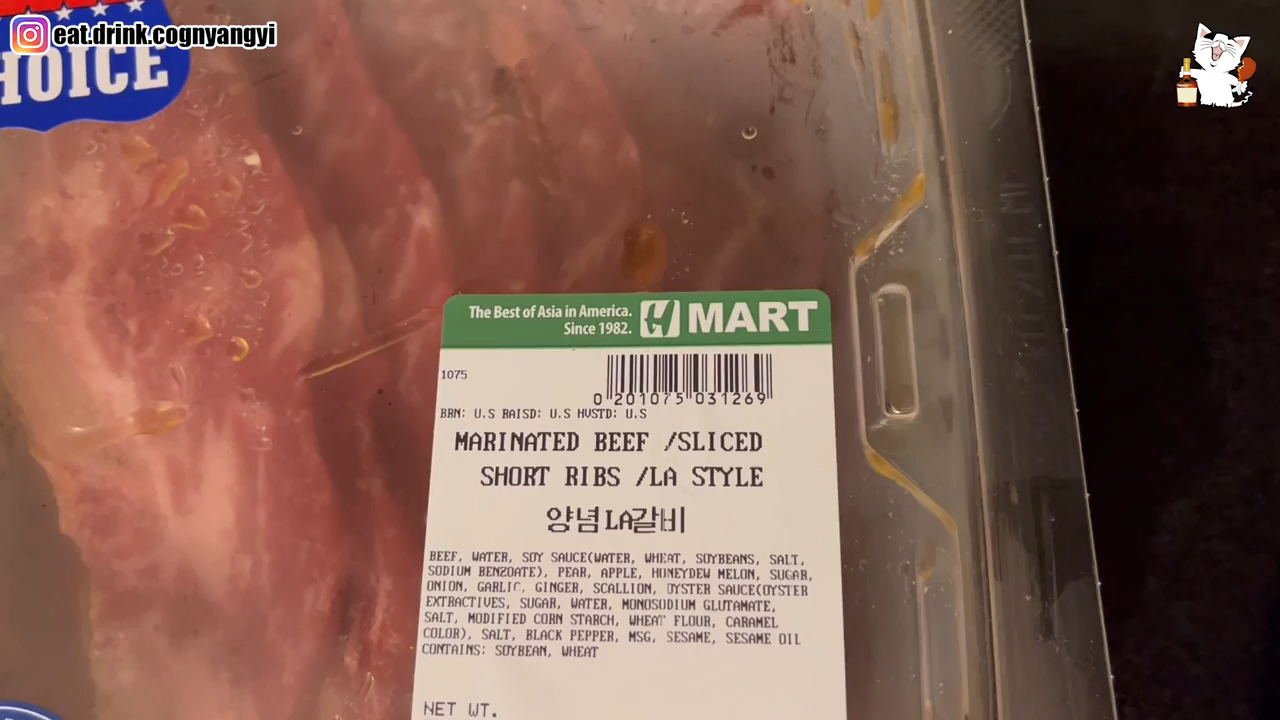 eat.drink.cognyangyi
HOICE
The Best of Asia in America.
Since 1982.
H MART
1075
0 201075 031269
BRN: U.S RAISD: U.S HVSTD: U.S
MARINATED BEEF /SLICED
SHORT RIBS /LA STYLE
양념LA갈비
BEEF, WATER, SOY SAUCE(WATER, WHEAT, SOYBEANS, SALT,
SODIUM BENZOATE), PEAR, APPLE, HONEYDEW MELON, SUGAR,
ONION, GARLIC, GINGER, SCALLION, OYSTER SAUCE(OYSTER
EXTRACTIVES, SUGAR, WATER, MONOSODIUM GLUTAMATE,
SALT, MODIFIED CORN STARCH, WHEAT FLOUR, CARAMEL
COLOR), SALT, BLACK PEPPER, MSG, SESAME, SESAME OIL
CONTAINS: SOYBEAN, WHEAT
NET WT.